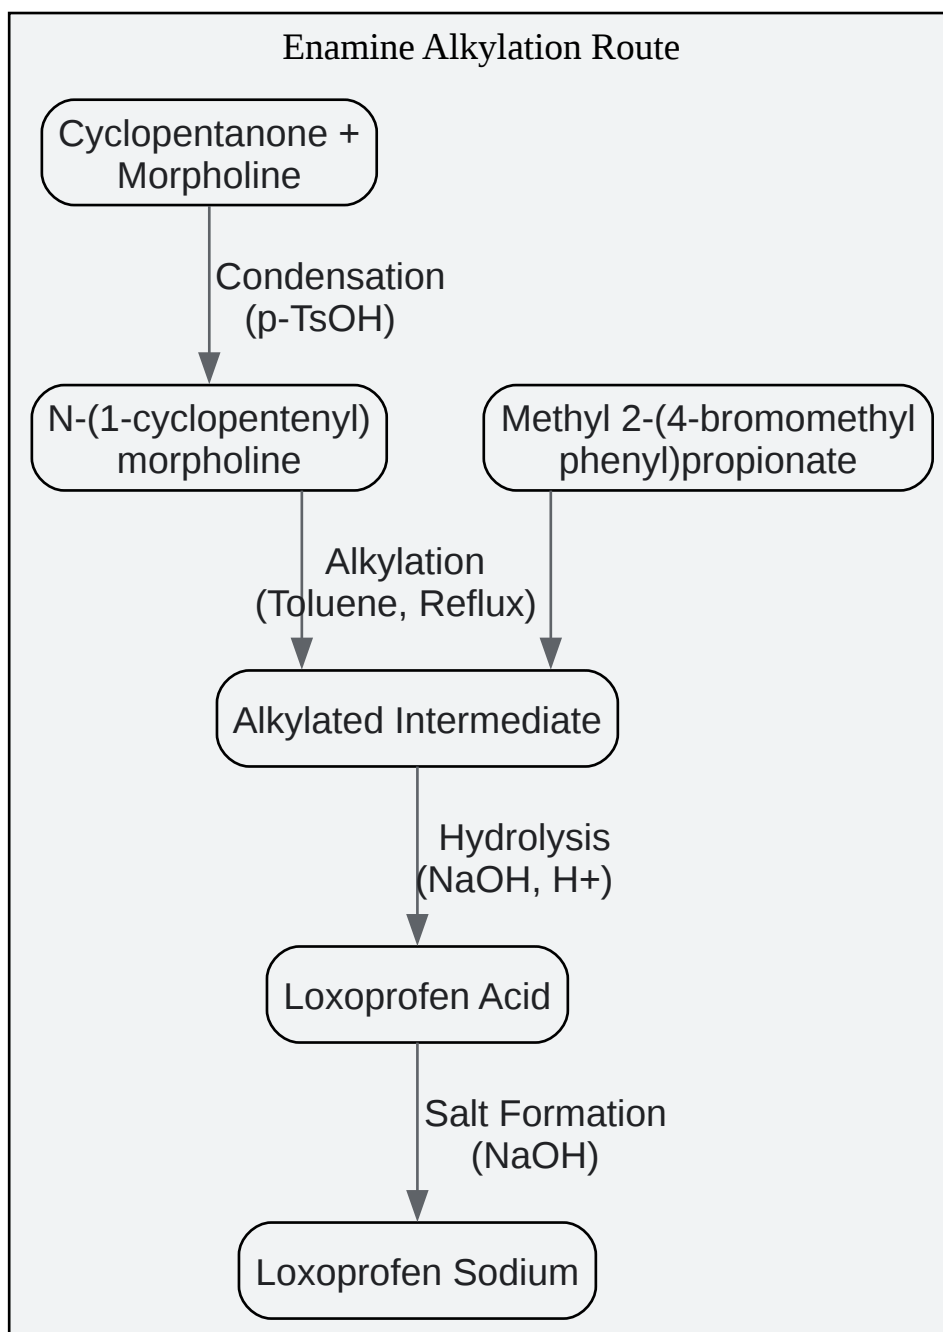 Enamine Alkylation Route
Cyclopentanone +
Morpholine
Condensation
(p-TsOH)
N-(1-cyclopentenyl)
morpholine
Methyl 2-(4-bromomethyl
phenyl)propionate
Alkylation
(Toluene, Reflux)
Alkylated Intermediate
Hydrolysis
(NaOH, H+)
Loxoprofen Acid
Salt Formation
(NaOH)
Loxoprofen Sodium